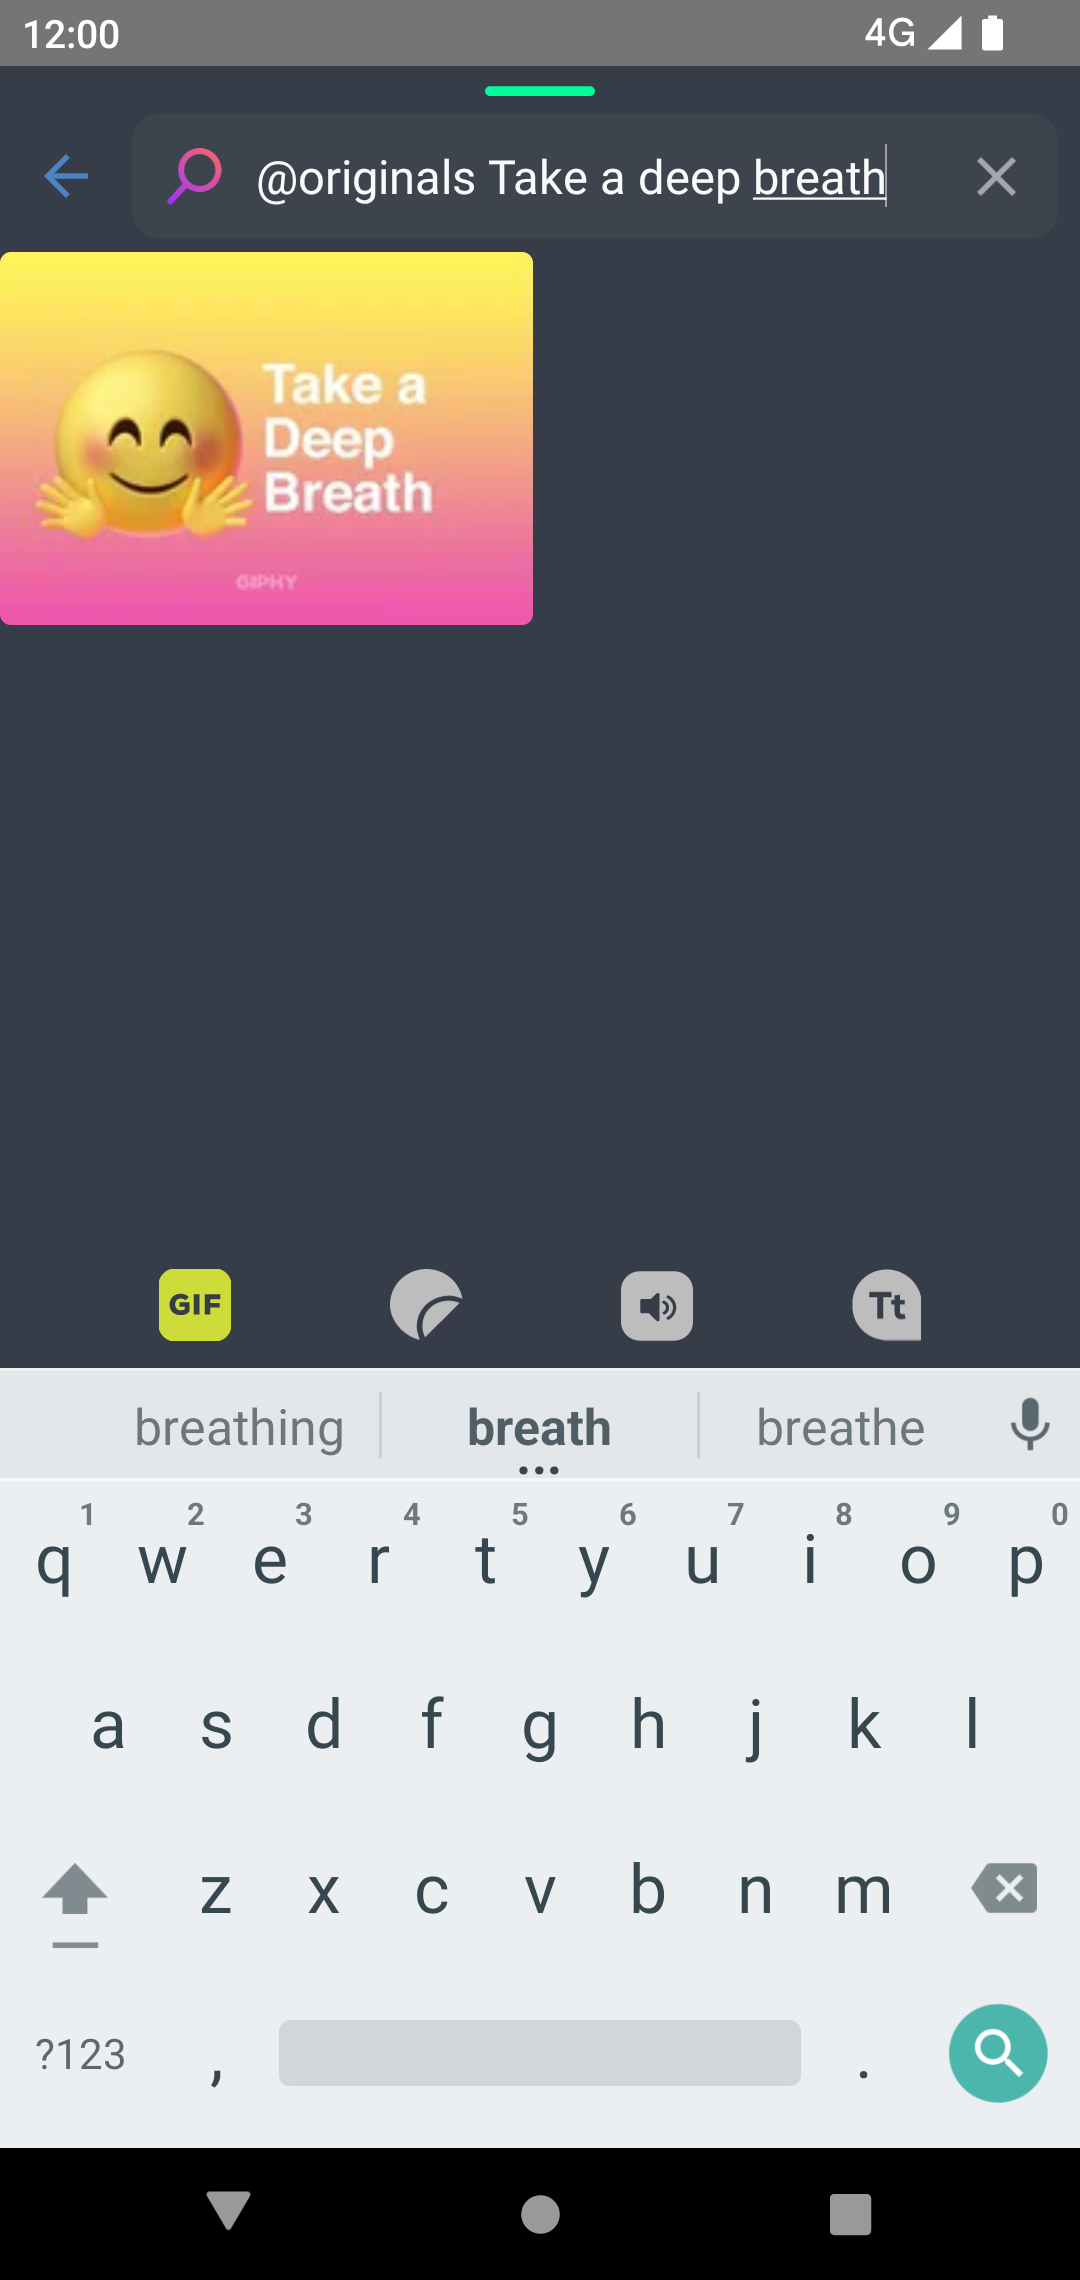 12:00
4G
@originals Take a deep breath
Take a
Deep
Breath
GIPHY
GIF
Tt
breathing
breath
breathe
1 2 3 4 5 6 7 8 9 0
q w e r t y u i o p
a s d f g h j k l
z x c v b n m
?123 , .